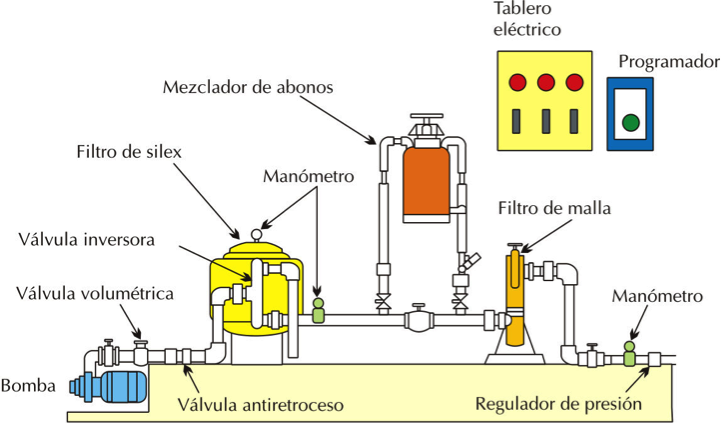 Tablero
eléctrico
Programador
Mezclador de abonos
Filtro de silex
Manómetro
Filtro de malla
Válvula inversora
Válvula volumétrica
Manómetro
Bomba
Válvula antiretroceso
Regulador de presión